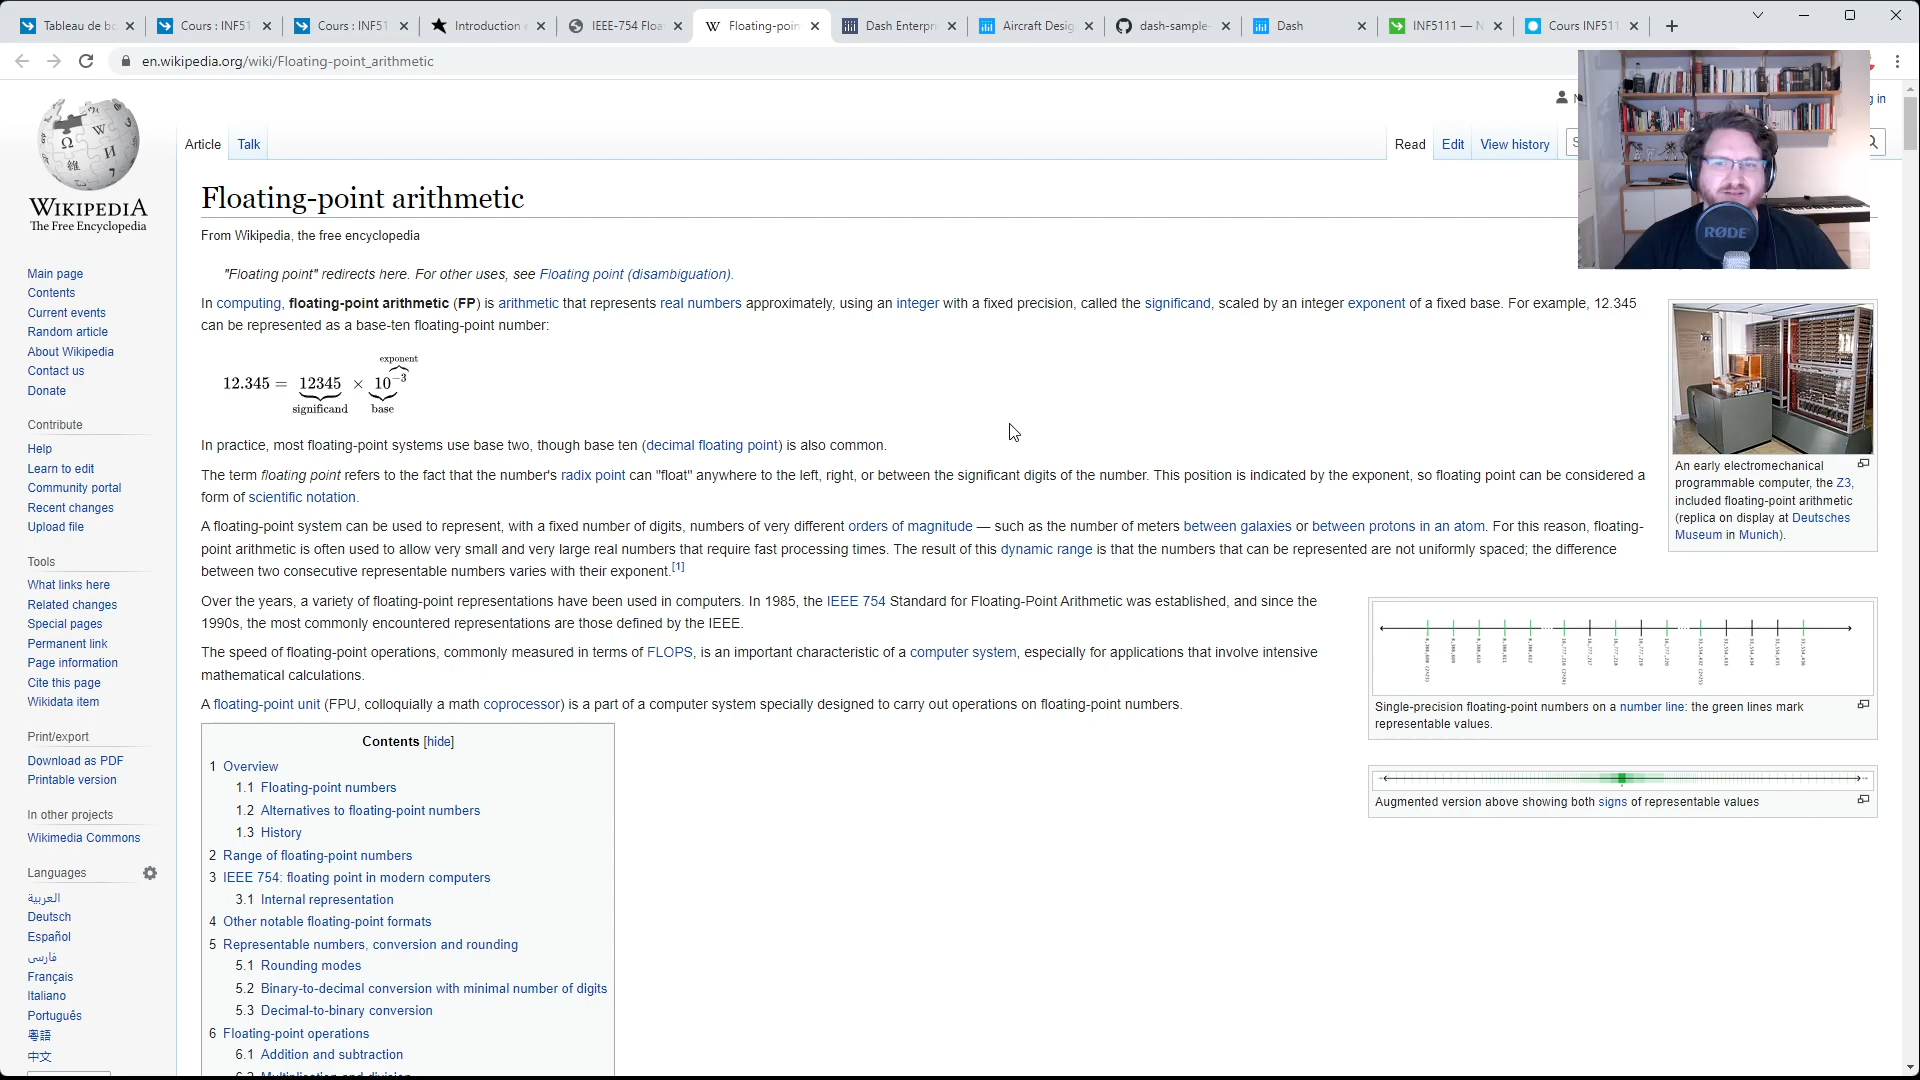 Tableau de bo
Cours : INF51
Cours : INF51
Introduction
IEEE-754 Floa
Floating-poin
Dash Enterpri
Aircraft Desig
dash-sample-
Dash
INF5111 — N
Cours INF511
en.wikipedia.org/wiki/Floating-point_arithmetic
WIKIPEDIA
The Free Encyclopedia
Main page
Contents
Current events
Random article
About Wikipedia
Contact us
Donate
Contribute
Help
Learn to edit
Community portal
Recent changes
Upload file
Tools
What links here
Related changes
Special pages
Permanent link
Page information
Cite this page
Wikidata item
Print/export
Download as PDF
Printable version
In other projects
Wikimedia Commons
Languages
العربية
Deutsch
Español
فارسی
Français
Italiano
Português
粵語
中文
Article Talk
Read Edit View history
RØDE
Floating-point arithmetic
From Wikipedia, the free encyclopedia
"Floating point" redirects here. For other uses, see Floating point (disambiguation).
In computing, floating-point arithmetic (FP) is arithmetic that represents real numbers approximately, using an integer with a fixed precision, called the significand, scaled by an integer exponent of a fixed base. For example, 12.345
can be represented as a base-ten floating-point number:
exponent
12.345 = 12345 × 10⁻³
significand base
In practice, most floating-point systems use base two, though base ten (decimal floating point) is also common.
The term floating point refers to the fact that the number's radix point can "float" anywhere to the left, right, or between the significant digits of the number. This position is indicated by the exponent, so floating point can be considered a
form of scientific notation.
A floating-point system can be used to represent, with a fixed number of digits, numbers of very different orders of magnitude — such as the number of meters between galaxies or between protons in an atom. For this reason, floating-
point arithmetic is often used to allow very small and very large real numbers that require fast processing times. The result of this dynamic range is that the numbers that can be represented are not uniformly spaced; the difference
between two consecutive representable numbers varies with their exponent.[1]
Over the years, a variety of floating-point representations have been used in computers. In 1985, the IEEE 754 Standard for Floating-Point Arithmetic was established, and since the
1990s, the most commonly encountered representations are those defined by the IEEE.
The speed of floating-point operations, commonly measured in terms of FLOPS, is an important characteristic of a computer system, especially for applications that involve intensive
mathematical calculations.
A floating-point unit (FPU, colloquially a math coprocessor) is a part of a computer system specially designed to carry out operations on floating-point numbers.
An early electromechanical
programmable computer, the Z3,
included floating-point arithmetic
(replica on display at Deutsches
Museum in Munich).
Single-precision floating-point numbers on a number line: the green lines mark
representable values.
Augmented version above showing both signs of representable values
Contents [hide]
1 Overview
1.1 Floating-point numbers
1.2 Alternatives to floating-point numbers
1.3 History
2 Range of floating-point numbers
3 IEEE 754: floating point in modern computers
3.1 Internal representation
4 Other notable floating-point formats
5 Representable numbers, conversion and rounding
5.1 Rounding modes
5.2 Binary-to-decimal conversion with minimal number of digits
5.3 Decimal-to-binary conversion
6 Floating-point operations
6.1 Addition and subtraction